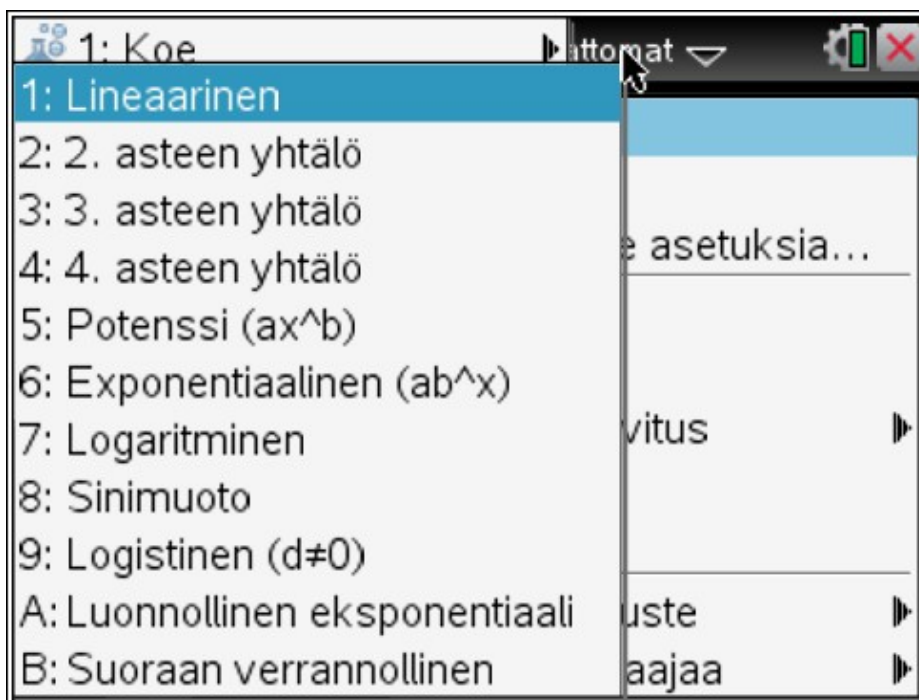 1: Koe
1: Lineaarinen
2: 2. asteen yhtälö
3: 3. asteen yhtälö
4: 4. asteen yhtälö
5: Potenssi (ax^b)
6: Exponentiaalinen (ab^x)
7: Logaritminen
8: Sinimuoto
9: Logistinen (d≠0)
A: Luonnollinen eksponentiaali
B: Suoraan verrannollinen
asetuksia...